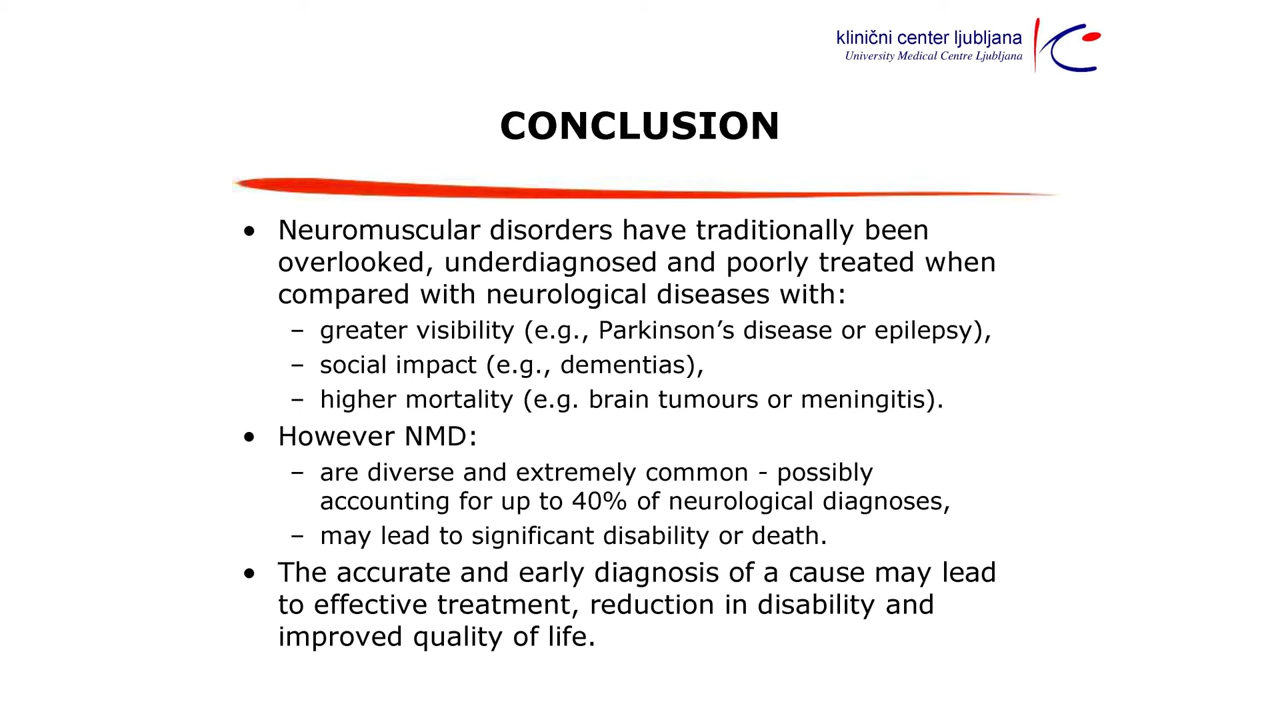 klinični center ljubljana
University Medical Centre Ljubljana
CONCLUSION
• Neuromuscular disorders have traditionally been
overlooked, underdiagnosed and poorly treated when
compared with neurological diseases with:
– greater visibility (e.g., Parkinson’s disease or epilepsy),
– social impact (e.g., dementias),
– higher mortality (e.g. brain tumours or meningitis).
• However NMD:
– are diverse and extremely common - possibly
accounting for up to 40% of neurological diagnoses,
– may lead to significant disability or death.
• The accurate and early diagnosis of a cause may lead
to effective treatment, reduction in disability and
improved quality of life.